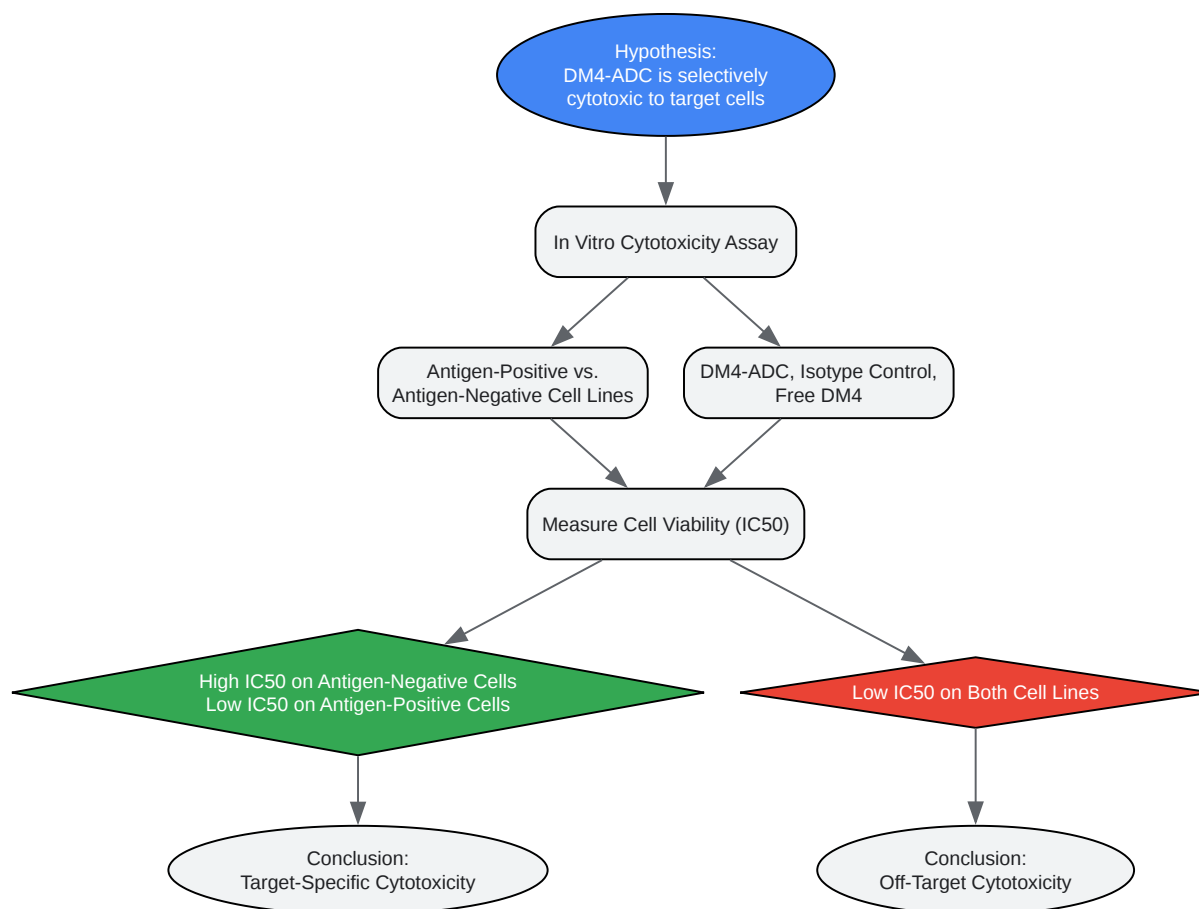 Hypothesis:
DM4-ADC is selectively
cytotoxic to target cells
In Vitro Cytotoxicity Assay
Antigen-Positive vs.
Antigen-Negative Cell Lines
DM4-ADC, Isotype Control,
Free DM4
Measure Cell Viability (IC50)
High IC50 on Antigen-Negative Cells
Low IC50 on Antigen-Positive Cells
Low IC50 on Both Cell Lines
Conclusion:
Target-Specific Cytotoxicity
Conclusion:
Off-Target Cytotoxicity